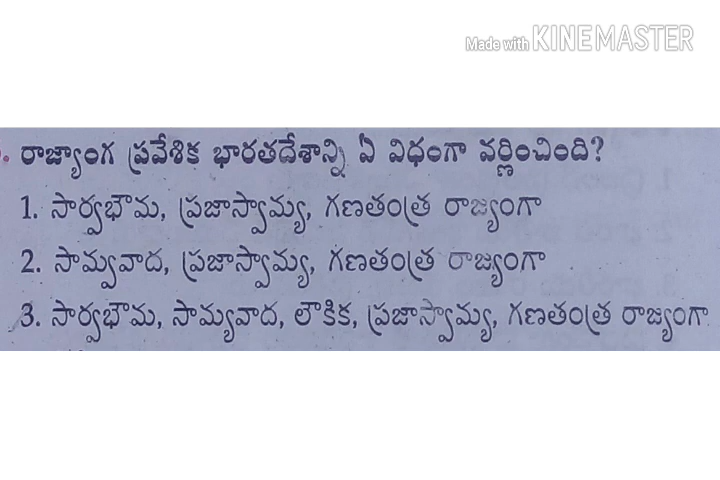 Made with KINEMASTER
రాజ్యాంగ ప్రవేశిక భారతదేశాన్ని ఏ విధంగా వర్ణించింది?
1. సార్వభౌమ, ప్రజాస్వామ్య, గణతంత్ర రాజ్యంగా
2. సామ్యవాద, ప్రజాస్వామ్య, గణతంత్ర రాజ్యంగా
3. సార్వభౌమ, సామ్యవాద, లౌకిక, ప్రజాస్వామ్య, గణతంత్ర రాజ్యంగా